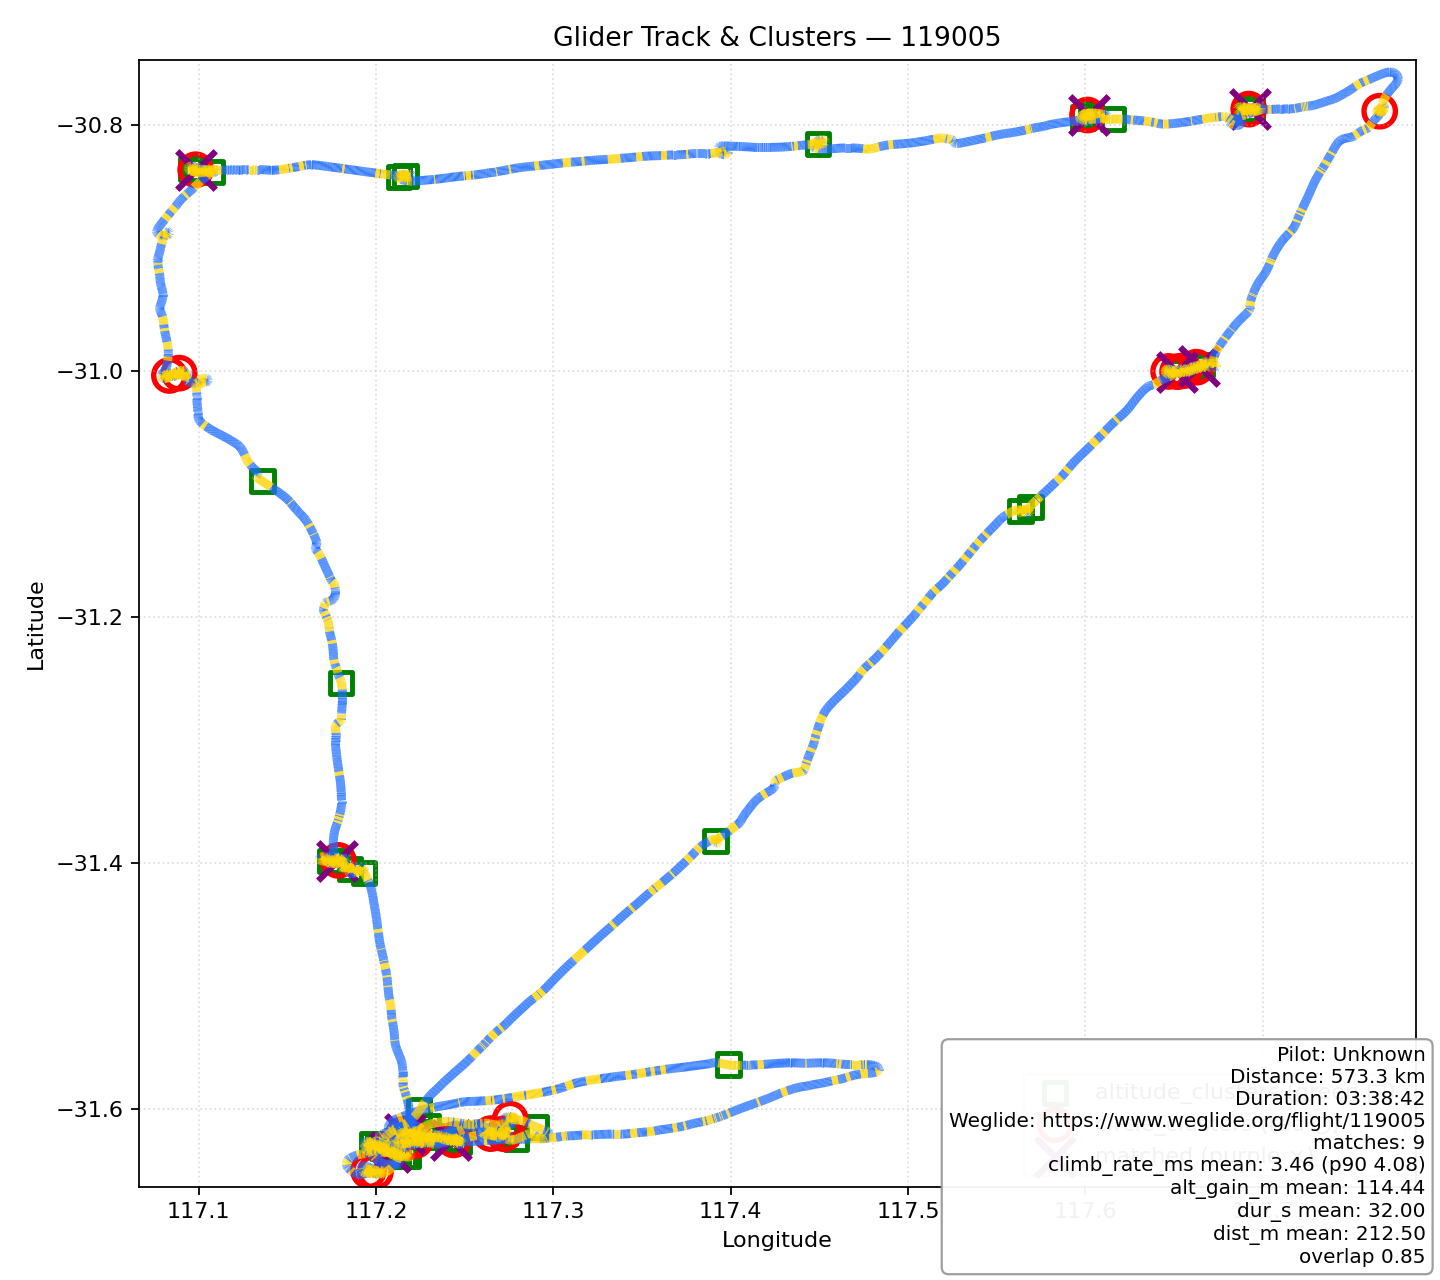 Glider Track & Clusters — 119005
−30.8
−31.0
−31.2
−31.4
−31.6
Latitude
117.1
117.2
117.3
117.4
117.5
117.6
Longitude
altitude_clus
matched (pur
Pilot: Unknown
Distance: 573.3 km
Duration: 03:38:42
Weglide: https://www.weglide.org/flight/119005
matches: 9
climb_rate_ms mean: 3.46 (p90 4.08)
alt_gain_m mean: 114.44
dur_s mean: 32.00
dist_m mean: 212.50
overlap 0.85